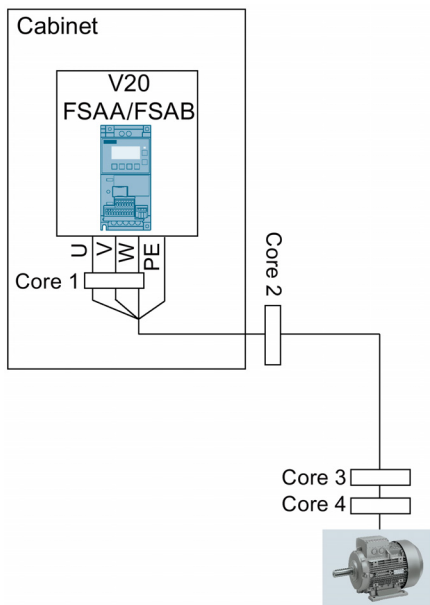 Cabinet
V20
FSAA/FSAB
U
V
W
PE
Core 1
Core 2
Core 3
Core 4